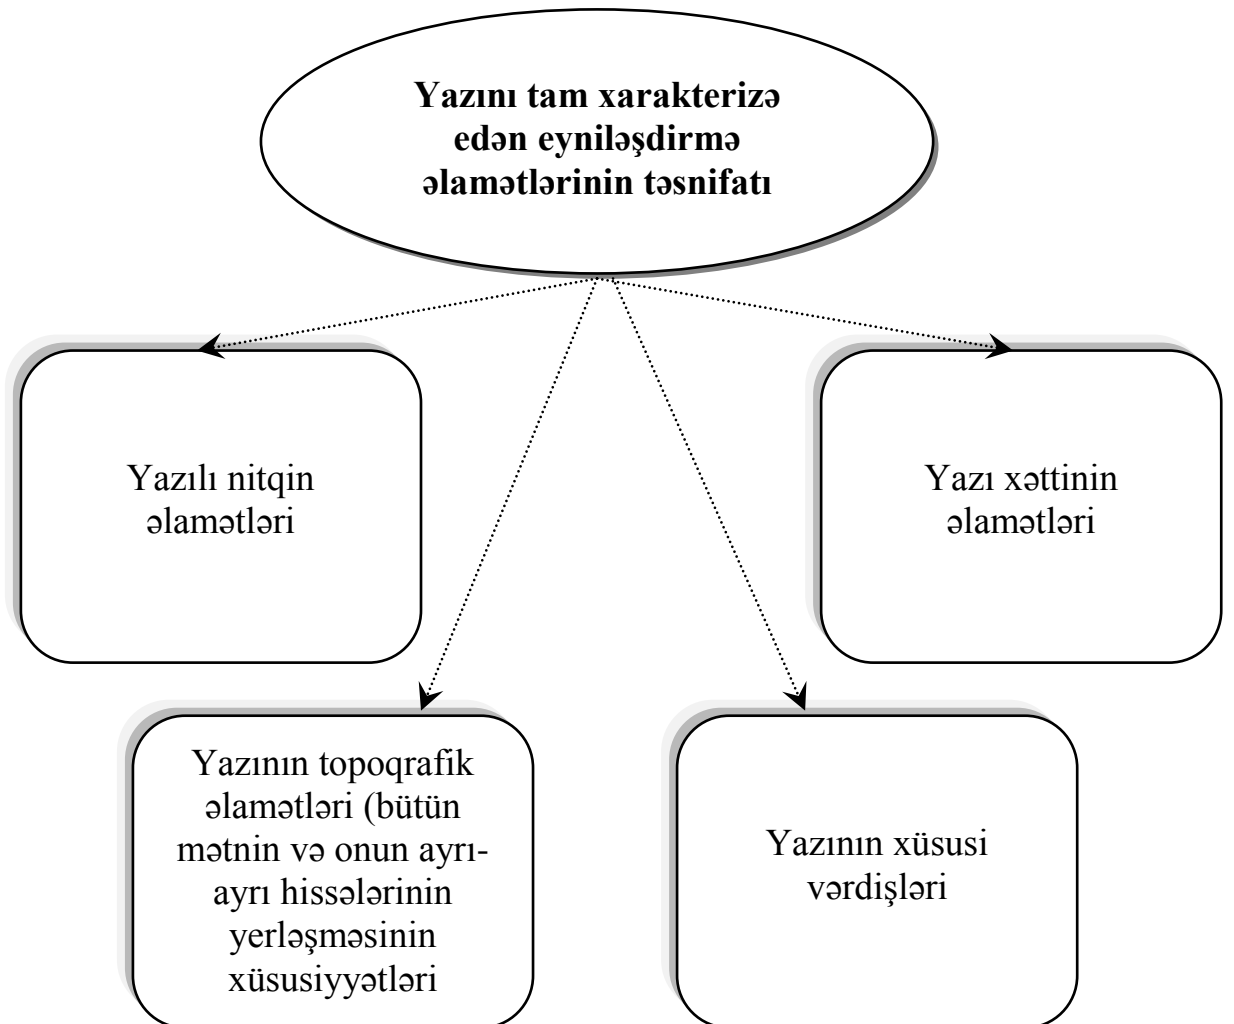 Yazını tam xarakterizə
edən eyniləşdirmə
əlamətlərinin təsnifatı
Yazılı nitqin
əlamətləri
Yazı xəttinin
əlamətləri
Yazının topoqrafik
əlamətləri (bütün
mətnin və onun ayrı-
ayrı hissələrinin
yerləşməsinin
xüsusiyyətləri
Yazının xüsusi
vərdişləri